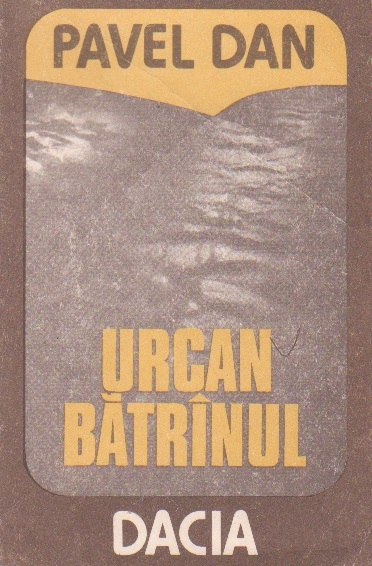 PAVEL DAN
URCAN
BĂTRÎNUL
DACIA